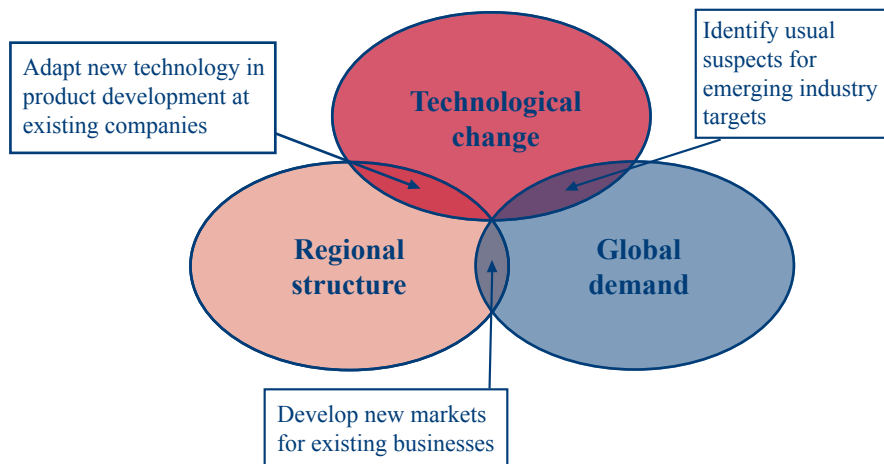 Adapt new technology in
product development at
existing companies
Identify usual
suspects for
emerging industry
targets
Technological
change
Regional
structure
Global
demand
Develop new markets
for existing businesses